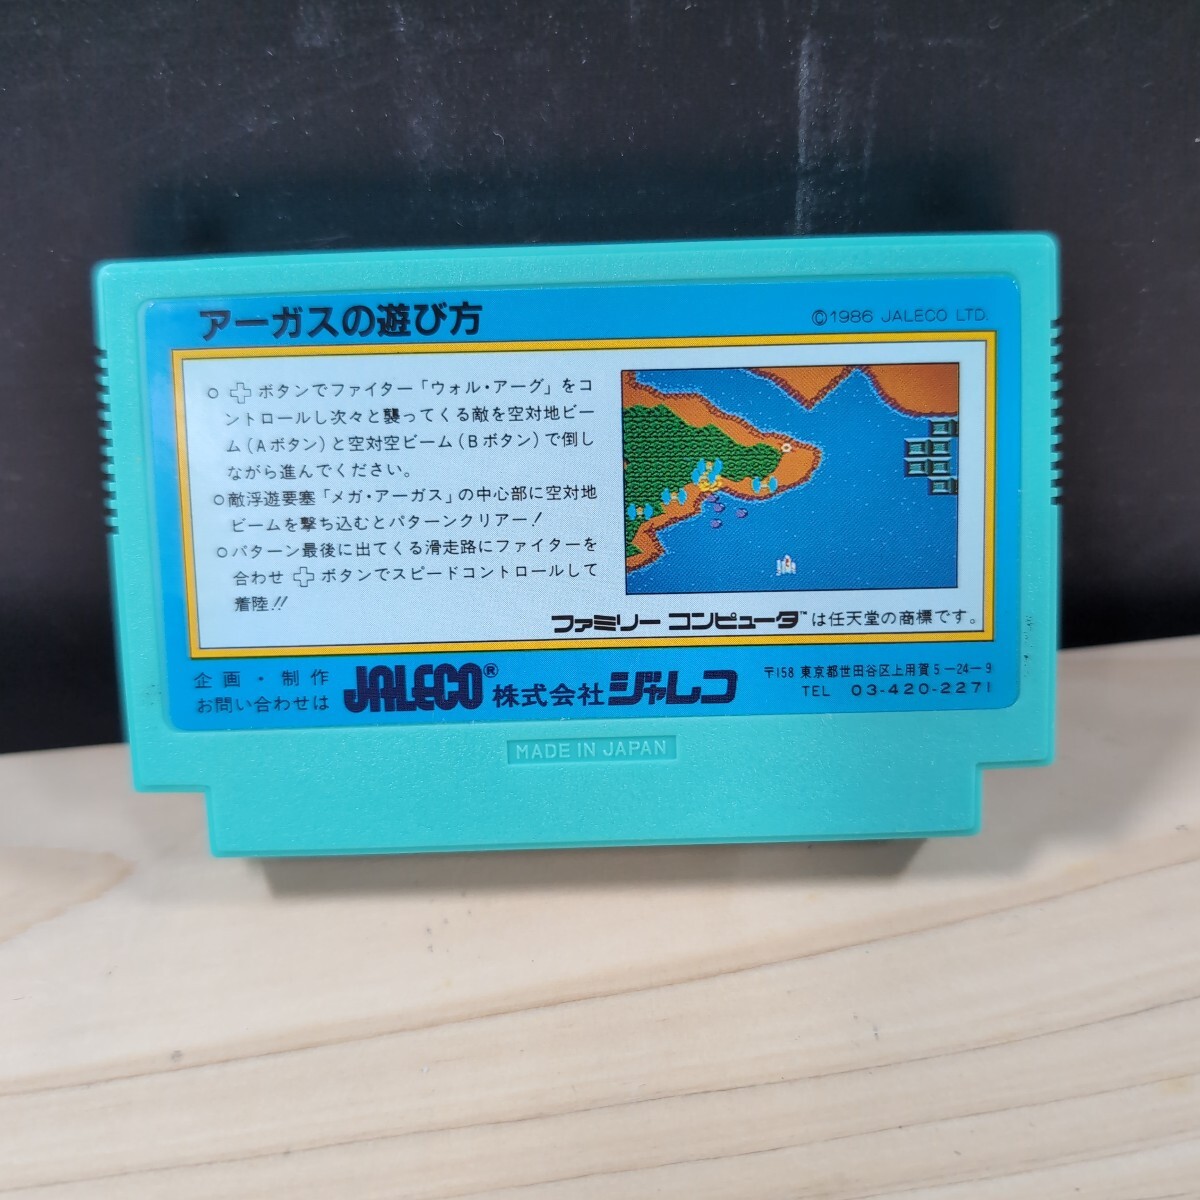 アーガスの遊び方
©1986 JALECO LTD.
○ ボタンでファイター「ウォル・アーグ」をコ
ントロールし次々と襲ってくる敵を空対地ビー
ム(Aボタン)と空対空ビーム(Bボタン)で倒し
ながら進んでください。
○敵浮遊要塞「メガ・アーガス」の中心部に空対地
ビームを撃ち込むとパターンクリアー!
○パターン最後に出てくる滑走路にファイターを
合わせ ボタンでスピードコントロールして
着陸!!
ファミリー コンピュータ™は任天堂の商標です。
企画・制作
お問い合わせは
JALECO® 株式会社 ジャレコ
〒158 東京都世田谷区上用賀5-24-9
TEL 03-420-2271
MADE IN JAPAN